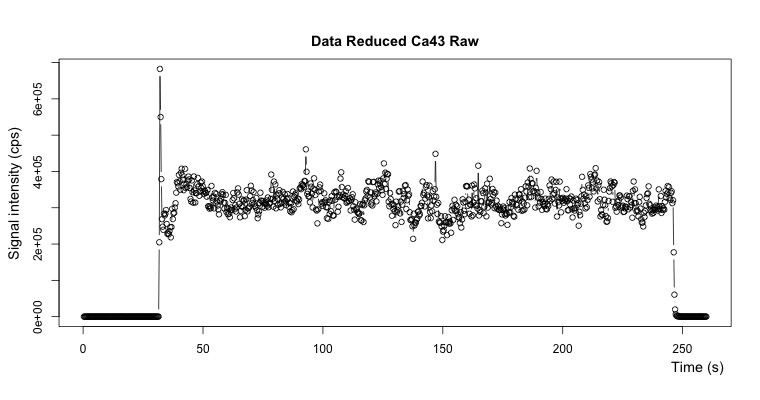 Data Reduced Ca43 Raw
Signal intensity (cps)
6e+05
4e+05
2e+05
0e+00
0 50 100 150 200 250
Time (s)